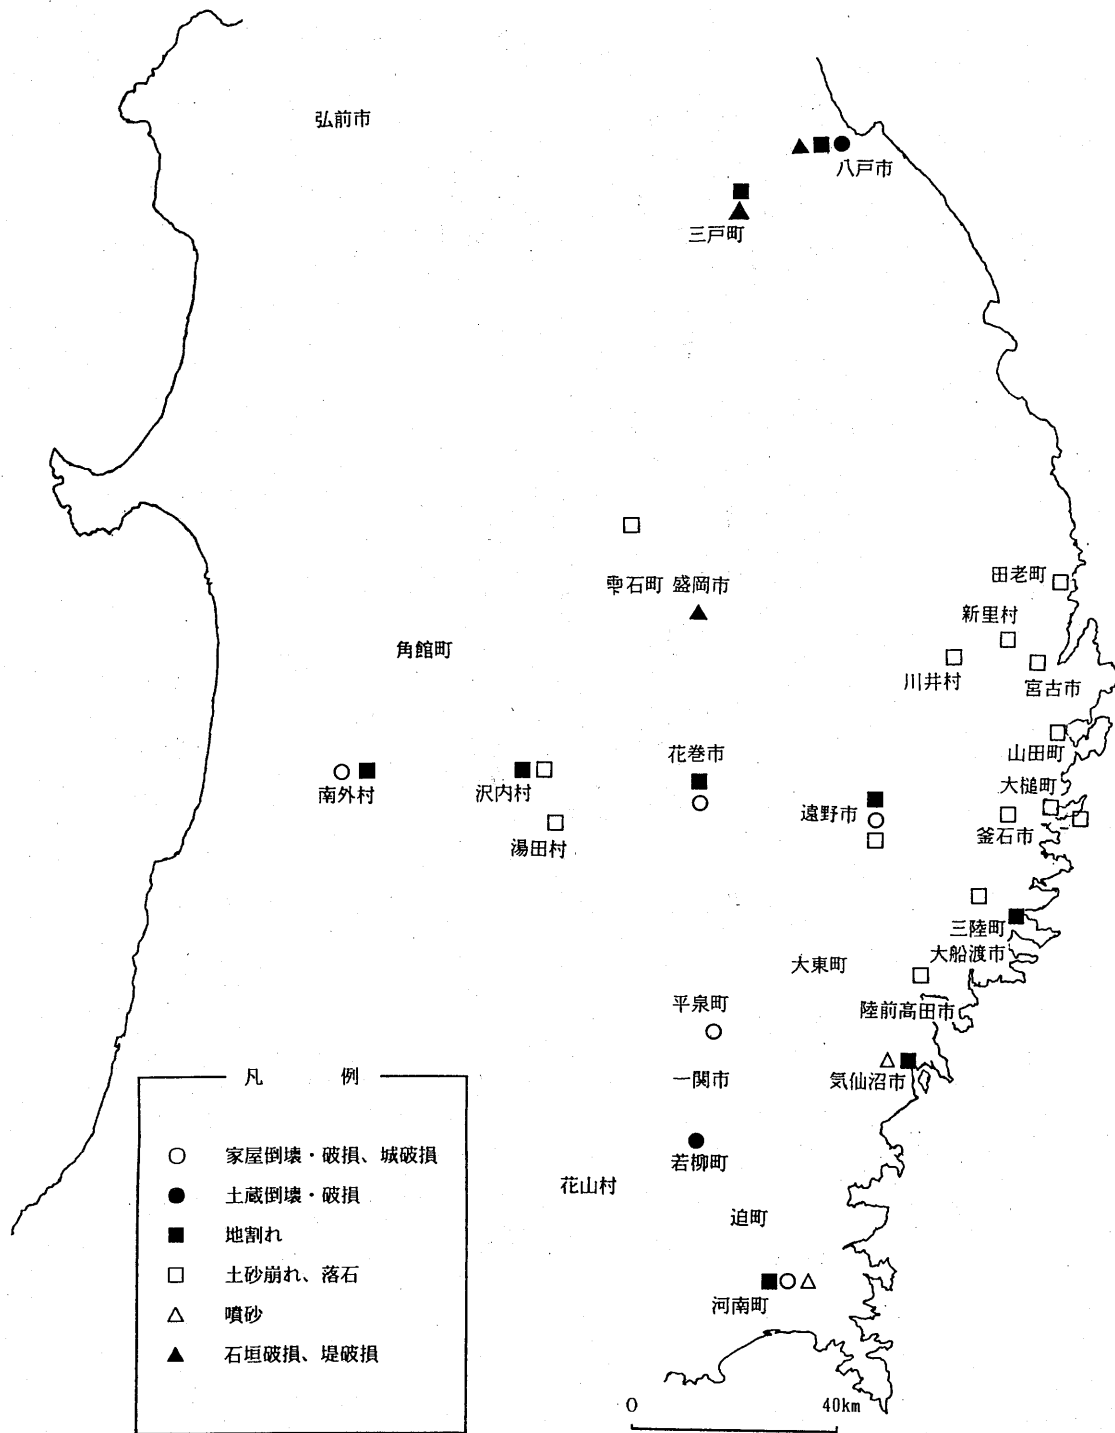 弘前市
八戸市
三戸町
田老町
雫石町 盛岡市
新里村
角館町
川井村
宮古市
山田町
花巻市
大槌町
南外村
沢内村
遠野市
釜石市
湯田村
三陸町
大船渡市
大東町
平泉町
陸前高田市
一関市
気仙沼市
若柳町
花山村
迫町
河南町
凡 例
○ 家屋倒壊・破損、城破損
● 土蔵倒壊・破損
■ 地割れ
□ 土砂崩れ、落石
△ 噴砂
▲ 石垣破損、堤破損
0 40km